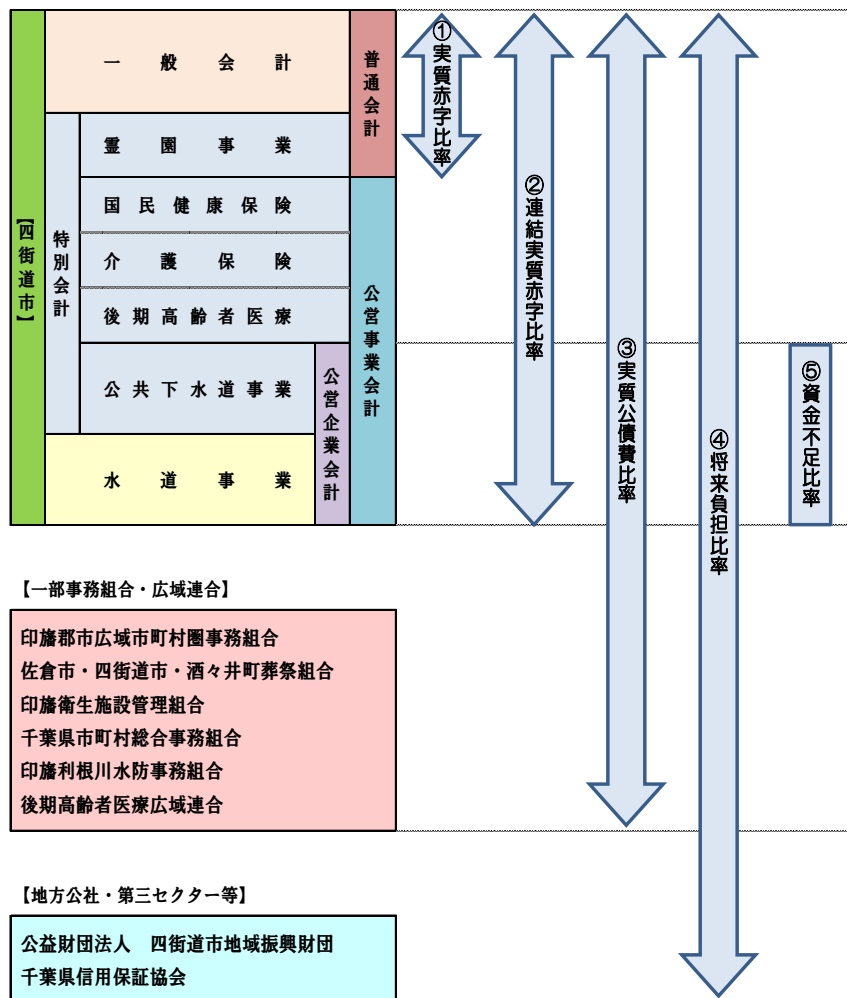 【四街道市】
一般会計
普通会計
特別会計
霊園事業
国民健康保険
介護保険
後期高齢者医療
公共下水道事業
水道事業
公営企業会計
公営事業会計
①実質赤字比率
②連結実質赤字比率
③実質公債費比率
④将来負担比率
⑤資金不足比率
【一部事務組合・広域連合】
印旛郡市広域市町村圏事務組合
佐倉市・四街道市・酒々井町葬祭組合
印旛衛生施設管理組合
千葉県市町村総合事務組合
印旛利根川水防事務組合
後期高齢者医療広域連合
【地方公社・第三セクター等】
公益財団法人　四街道市地域振興財団
千葉県信用保証協会